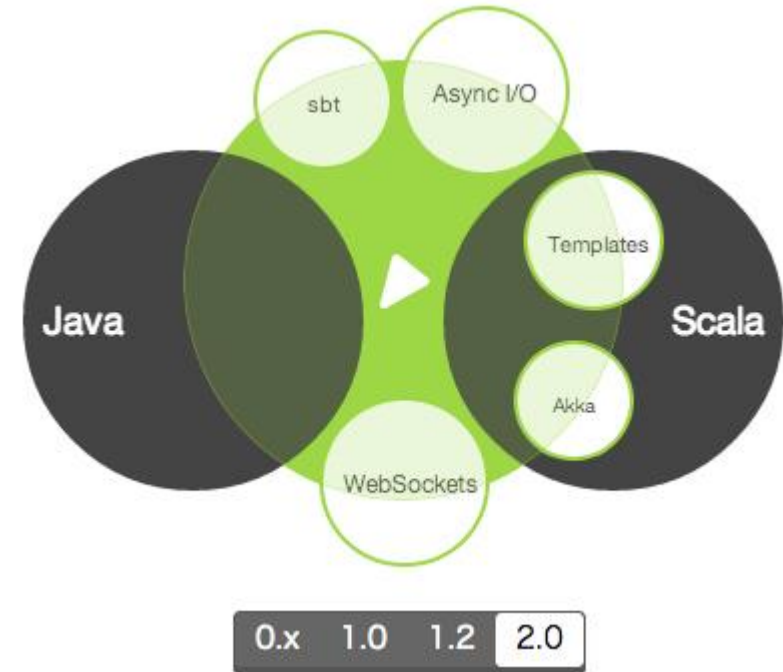 sbt
Async I/O
Templates
Java
Scala
Akka
WebSockets
0.x 1.0 1.2 2.0